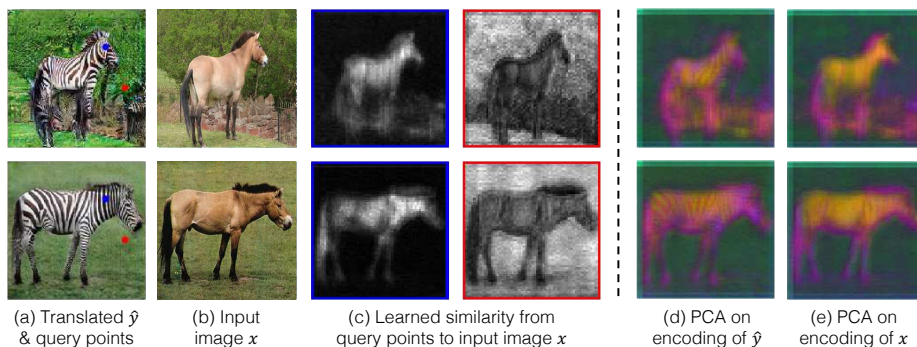 (a) Translated ŷ
& query points
(b) Input
image x
(c) Learned similarity from
query points to input image x
(d) PCA on
encoding of ŷ
(e) PCA on
encoding of x